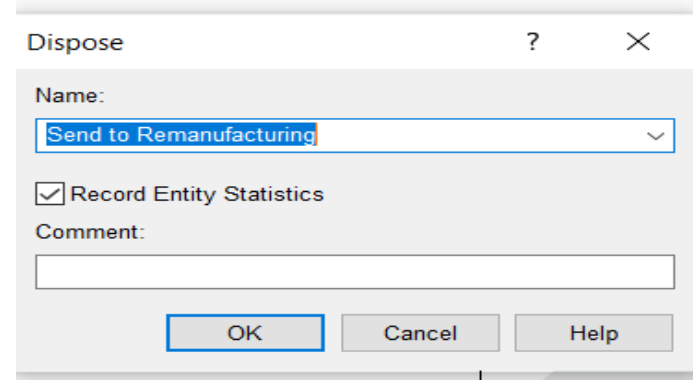 Dispose ?
Name:
Send to Remanufacturing
Record Entity Statistics
Comment:
OK Cancel Help